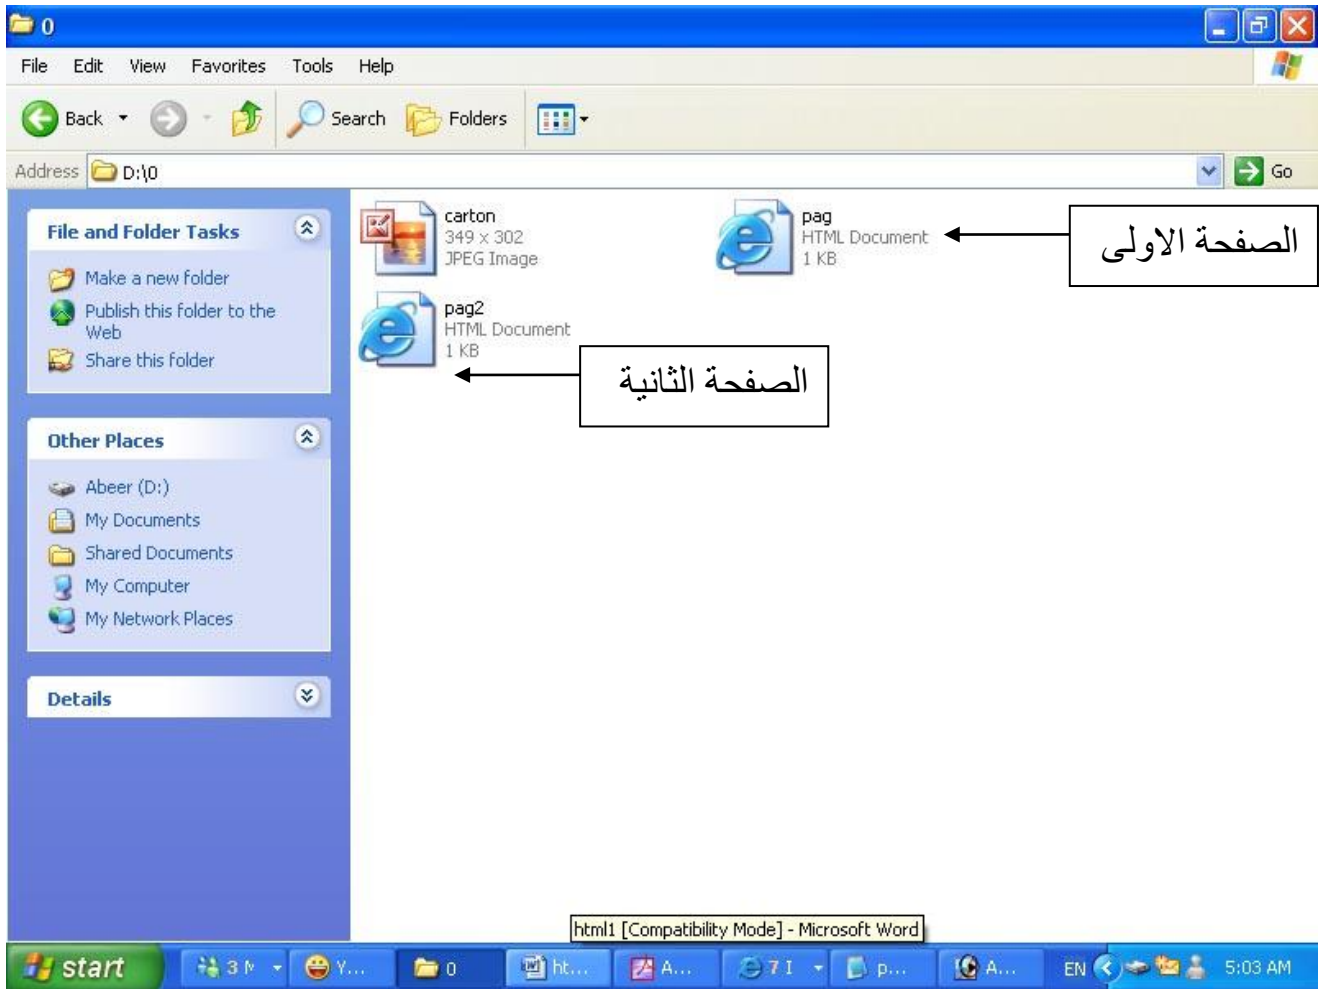 0
File Edit View Favorites Tools Help
Back Search Folders
Address D:\0 Go
File and Folder Tasks
Make a new folder
Publish this folder to the
Web
Share this folder
Other Places
Abeer (D:)
My Documents
Shared Documents
My Computer
My Network Places
Details
carton
349 x 302
JPEG Image
pag
HTML Document
1 KB
الصفحة الاولى
pag2
HTML Document
1 KB
الصفحة الثانية
html1 [Compatibility Mode] - Microsoft Word
start 3 Y... 0 ht... A... 7 I p... A... EN 5:03 AM